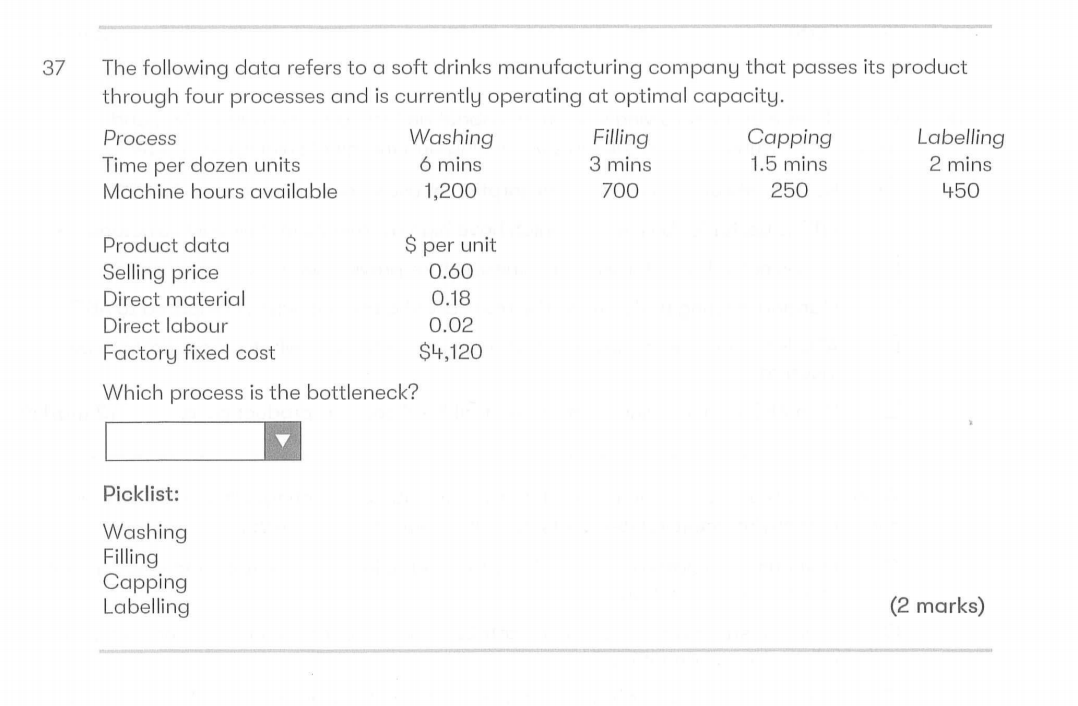 37 The following data refers to a soft drinks manufacturing company that passes its product
through four processes and is currently operating at optimal capacity.
Process Washing Filling Capping Labelling
Time per dozen units 6 mins 3 mins 1.5 mins 2 mins
Machine hours available 1,200 700 250 450
Product data $ per unit
Selling price 0.60
Direct material 0.18
Direct labour 0.02
Factory fixed cost $4,120
Which process is the bottleneck?
Picklist:
Washing
Filling
Capping
Labelling
(2 marks)